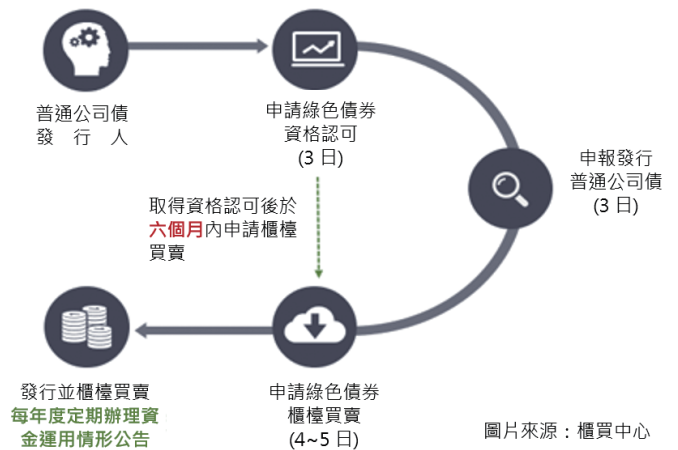 普通公司債
發 行 人
申請綠色債券
資格認可
(3 日)
申報發行
普通公司債
(3 日)
取得資格認可後於
六個月內申請櫃檯
買賣
申請綠色債券
櫃檯買賣
(4~5 日)
發行並櫃檯買賣
每年度定期辦理資
金運用情形公告
圖片來源：櫃買中心